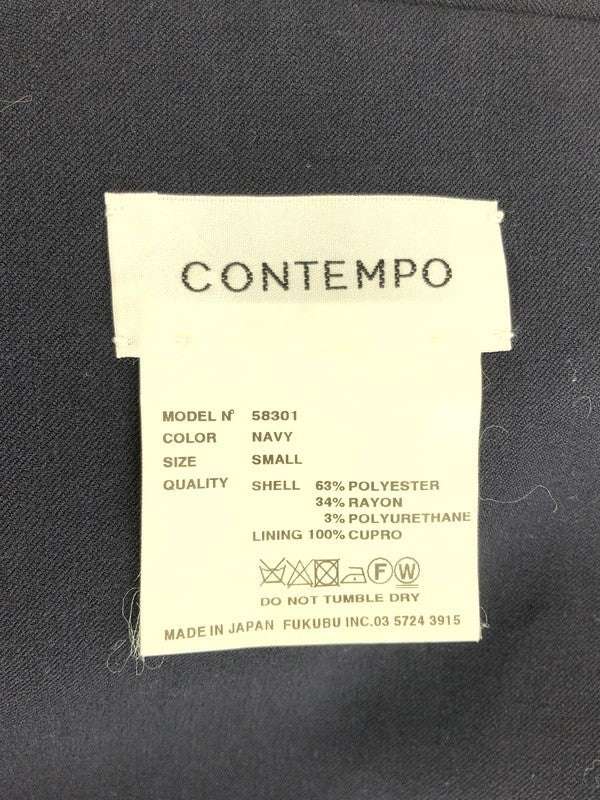 CONTEMPO
MODEL Nº 58301
COLOR NAVY
SIZE SMALL
QUALITY SHELL 63% POLYESTER
34% RAYON
3% POLYURETHANE
LINING 100% CUPRO
F W
DO NOT TUMBLE DRY
MADE IN JAPAN FUKUBU INC.03 5724 3915